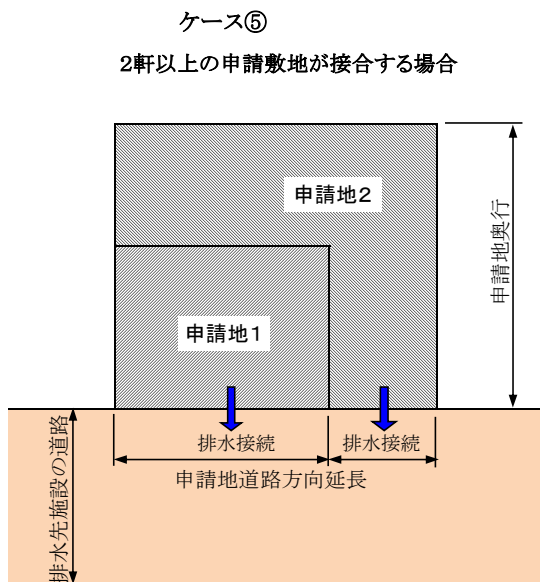 ケース⑤
2軒以上の申請敷地が接合する場合
申請地2
申請地奥行
申請地1
排水接続
排水接続
申請地道路方向延長
排水先施設の道路